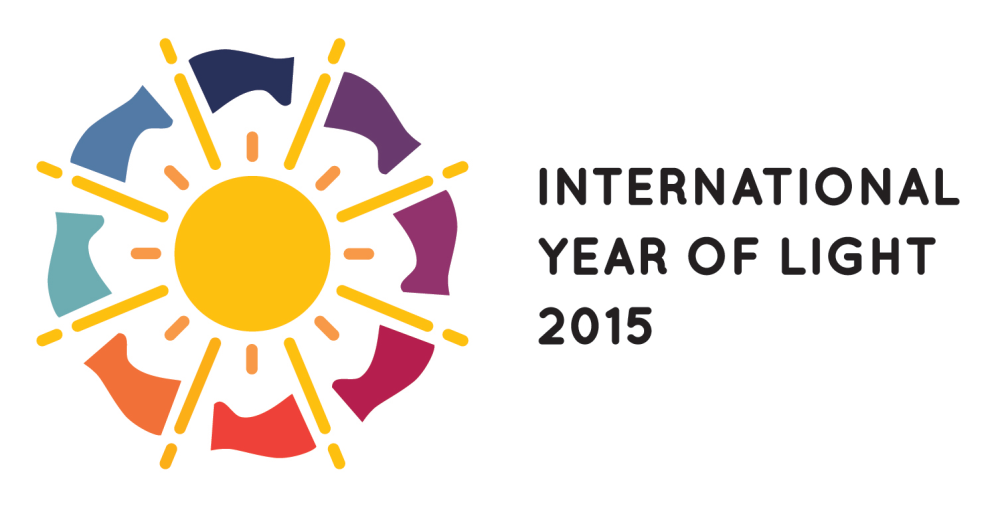 INTERNATIONAL
YEAR OF LIGHT
2015